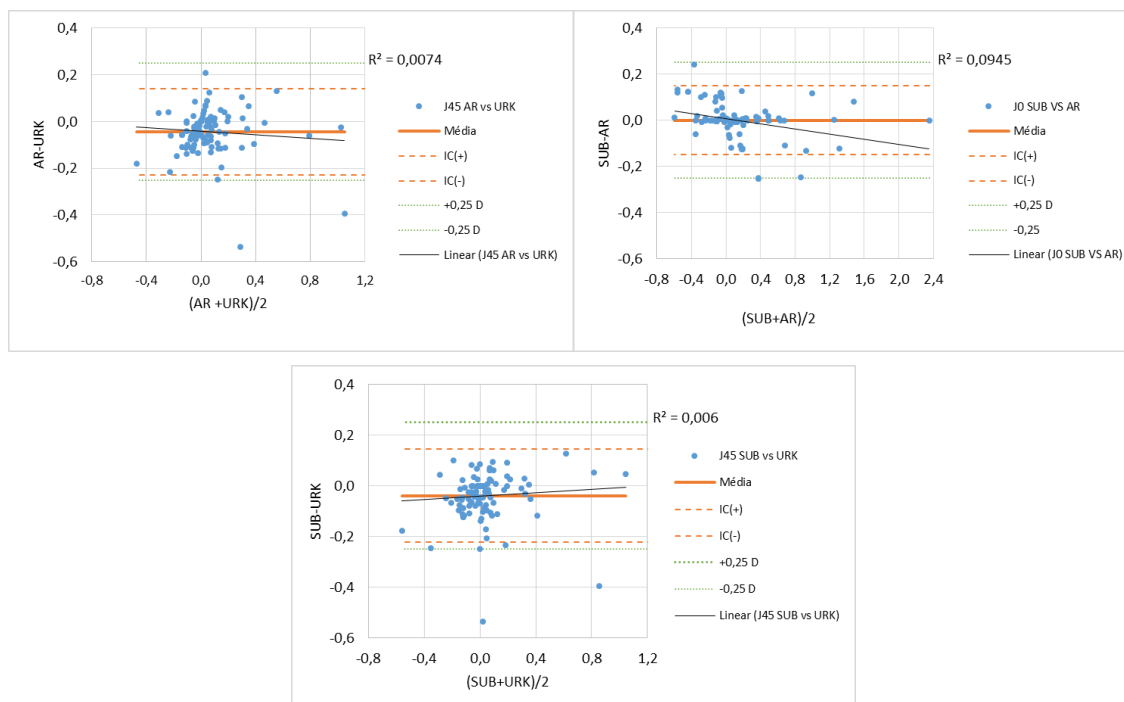 R² = 0,0074
0,4
0,2
0,0
-0,2
-0,4
-0,6
-0,8 -0,4 0,0 0,4 0,8 1,2
AR-URK
(AR +URK)/2
J45 AR vs URK
Média
IC(+)
IC(-)
+0,25 D
-0,25 D
Linear (J45 AR vs URK)
R² = 0,0945
0,4
0,2
0,0
-0,2
-0,4
-0,6
-0,8 -0,4 0,0 0,4 0,8 1,2 1,6 2,0 2,4
SUB-AR
(SUB+AR)/2
J0 SUB VS AR
Média
IC(+)
IC(-)
+0,25 D
-0,25
Linear (J0 SUB VS AR)
R² = 0,006
0,4
0,2
0,0
-0,2
-0,4
-0,6
-0,8 -0,4 0,0 0,4 0,8 1,2
SUB-URK
(SUB+URK)/2
J45 SUB vs URK
Média
IC(+)
IC(-)
+0,25 D
-0,25 D
Linear (J45 SUB vs URK)